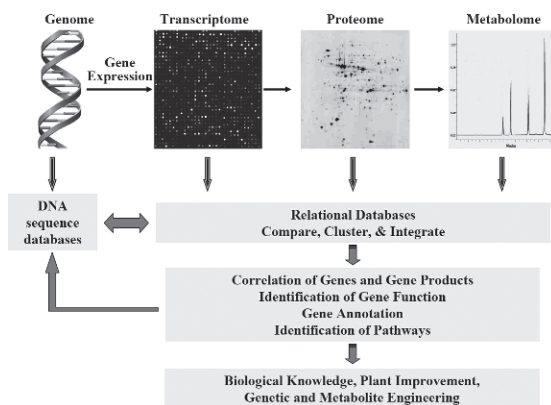 Genome
Transcriptome
Proteome
Metabolome
Gene
Expression
DNA
sequence
databases
Relational Databases
Compare, Cluster, & Integrate
Correlation of Genes and Gene Products
Identification of Gene Function
Gene Annotation
Identification of Pathways
Biological Knowledge, Plant Improvement,
Genetic and Metabolite Engineering